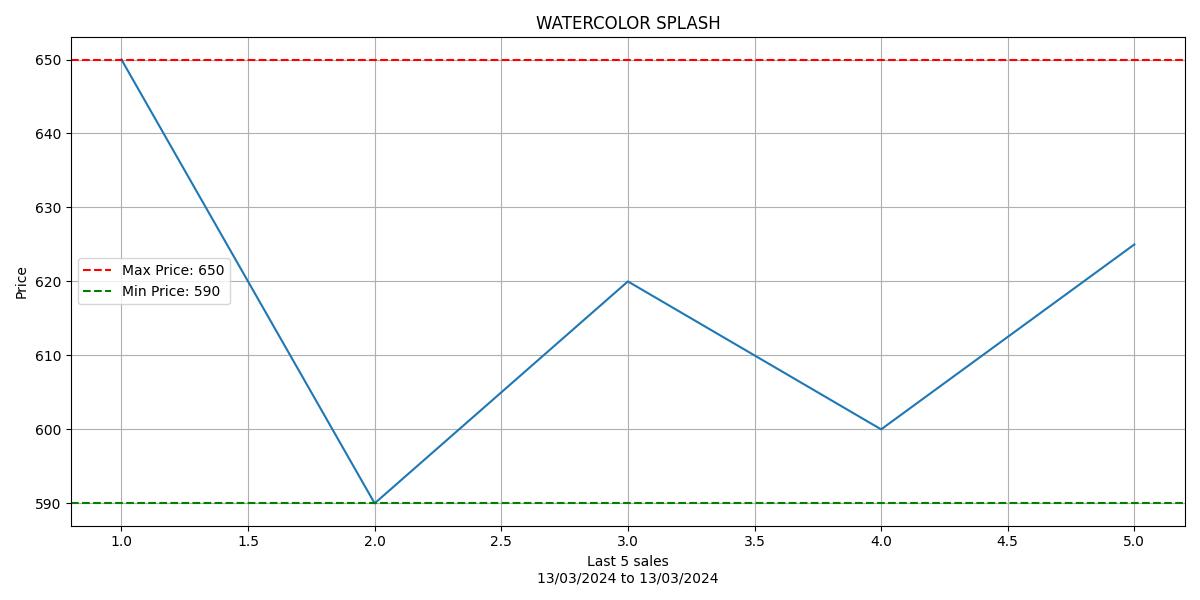 WATERCOLOR SPLASH
650
640
630
620
610
600
590
Price
Max Price: 650
Min Price: 590
1.0 1.5 2.0 2.5 3.0 3.5 4.0 4.5 5.0
Last 5 sales
13/03/2024 to 13/03/2024